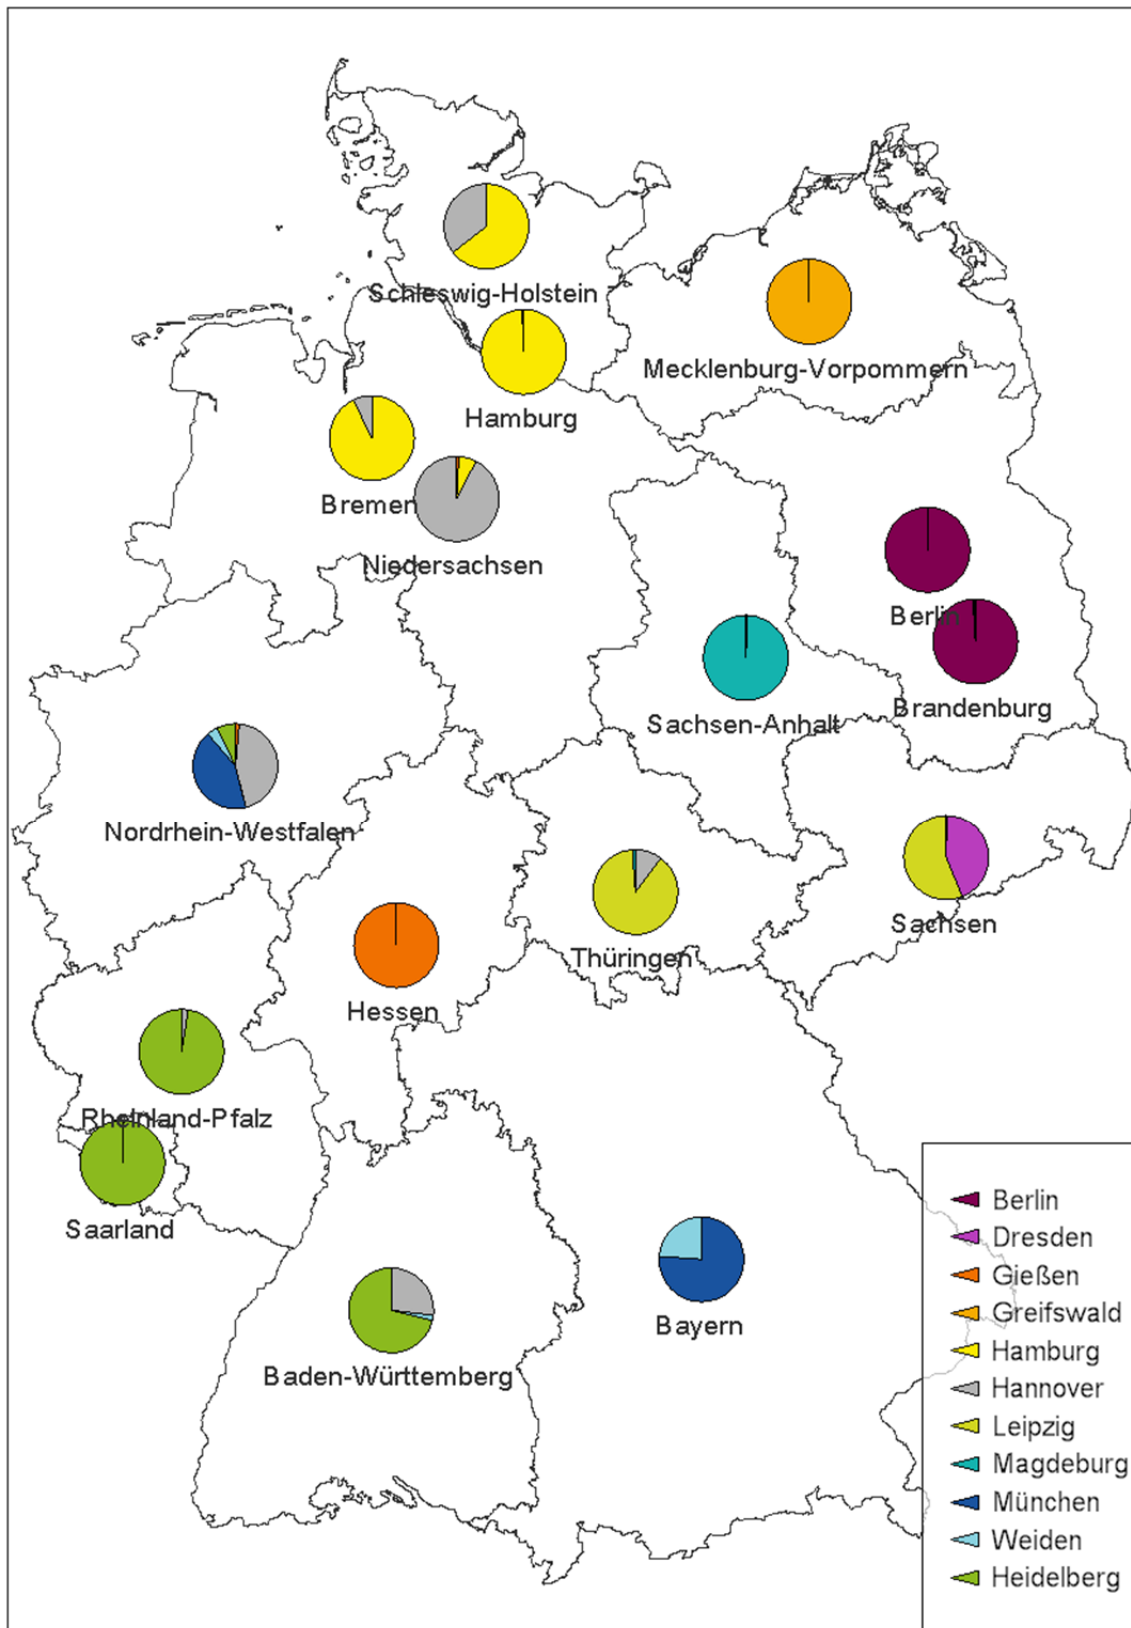 Schleswig-Holstein
Mecklenburg-Vorpommern
Hamburg
Bremen
Niedersachsen
Berlin
Brandenburg
Sachsen-Anhalt
Nordrhein-Westfalen
Sachsen
Thüringen
Hessen
Rheinland-Pfalz
Saarland
Bayern
Baden-Württemberg
Berlin
Dresden
Gießen
Greifswald
Hamburg
Hannover
Leipzig
Magdeburg
München
Weiden
Heidelberg